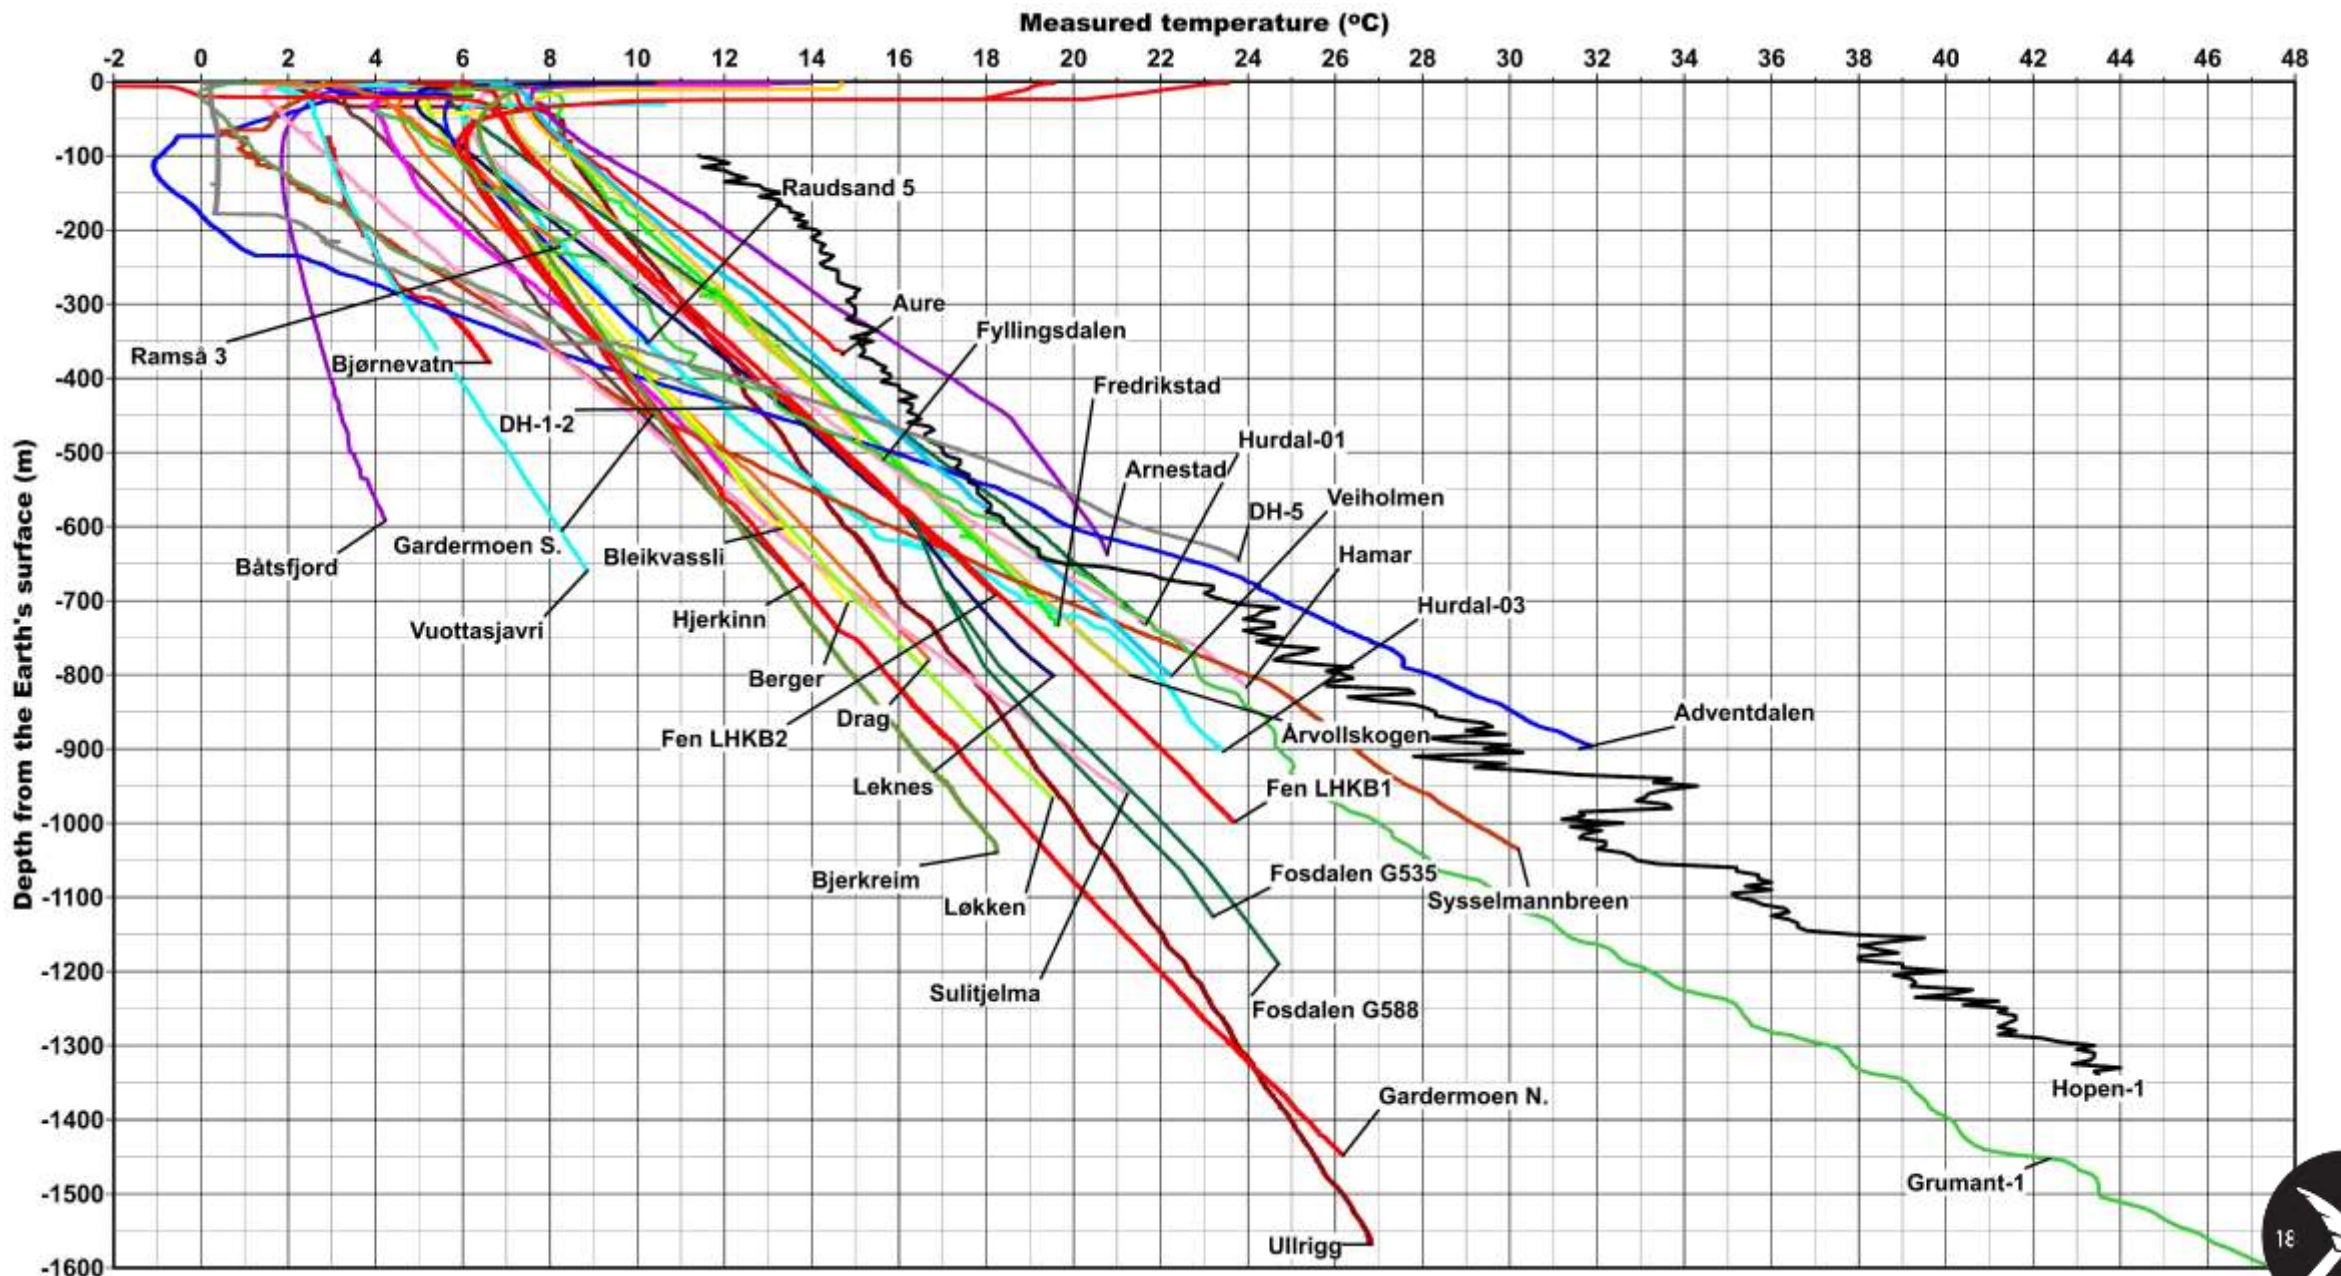 Measured temperature (ºC)
-2 0 2 4 6 8 10 12 14 16 18 20 22 24 26 28 30 32 34 36 38 40 42 44 46 48
Depth from the Earth's surface (m)
0
-100
-200
-300
-400
-500
-600
-700
-800
-900
-1000
-1100
-1200
-1300
-1400
-1500
-1600
Raudsand 5
Aure
Fyllingsdalen
Ramså 3
Bjørnevatn
Fredrikstad
DH-1-2
Hurdal-01
Arnestad
Veiholmen
DH-5
Gardermoen S.
Bleikvassli
Hamar
Båtsfjord
Hurdal-03
Hjerkinn
Vuottasjavri
Berger
Drag
Adventdalen
Fen LHKB2
Årvollskogen
Leknes
Fen LHKB1
Bjerkreim
Fosdalen G535
Løkken
Sysselmannbreen
Sulitjelma
Fosdalen G588
Hopen-1
Gardermoen N.
Grumant-1
Ullrigg
18